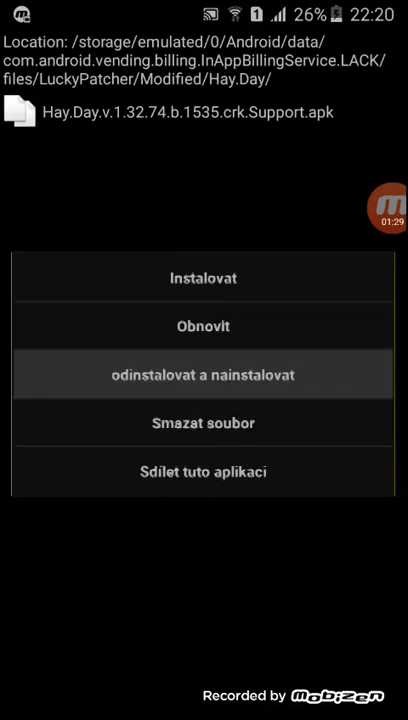 26% 22:20
Location: /storage/emulated/0/Android/data/
com.android.vending.billing.InAppBillingService.LACK/
files/LuckyPatcher/Modified/Hay.Day/
Hay.Day.v.1.32.74.b.1535.crk.Support.apk
01:29
Instalovat
Obnovit
odinstalovat a nainstalovat
Smazat soubor
Sdílet tuto aplikaci
Recorded by mobizen